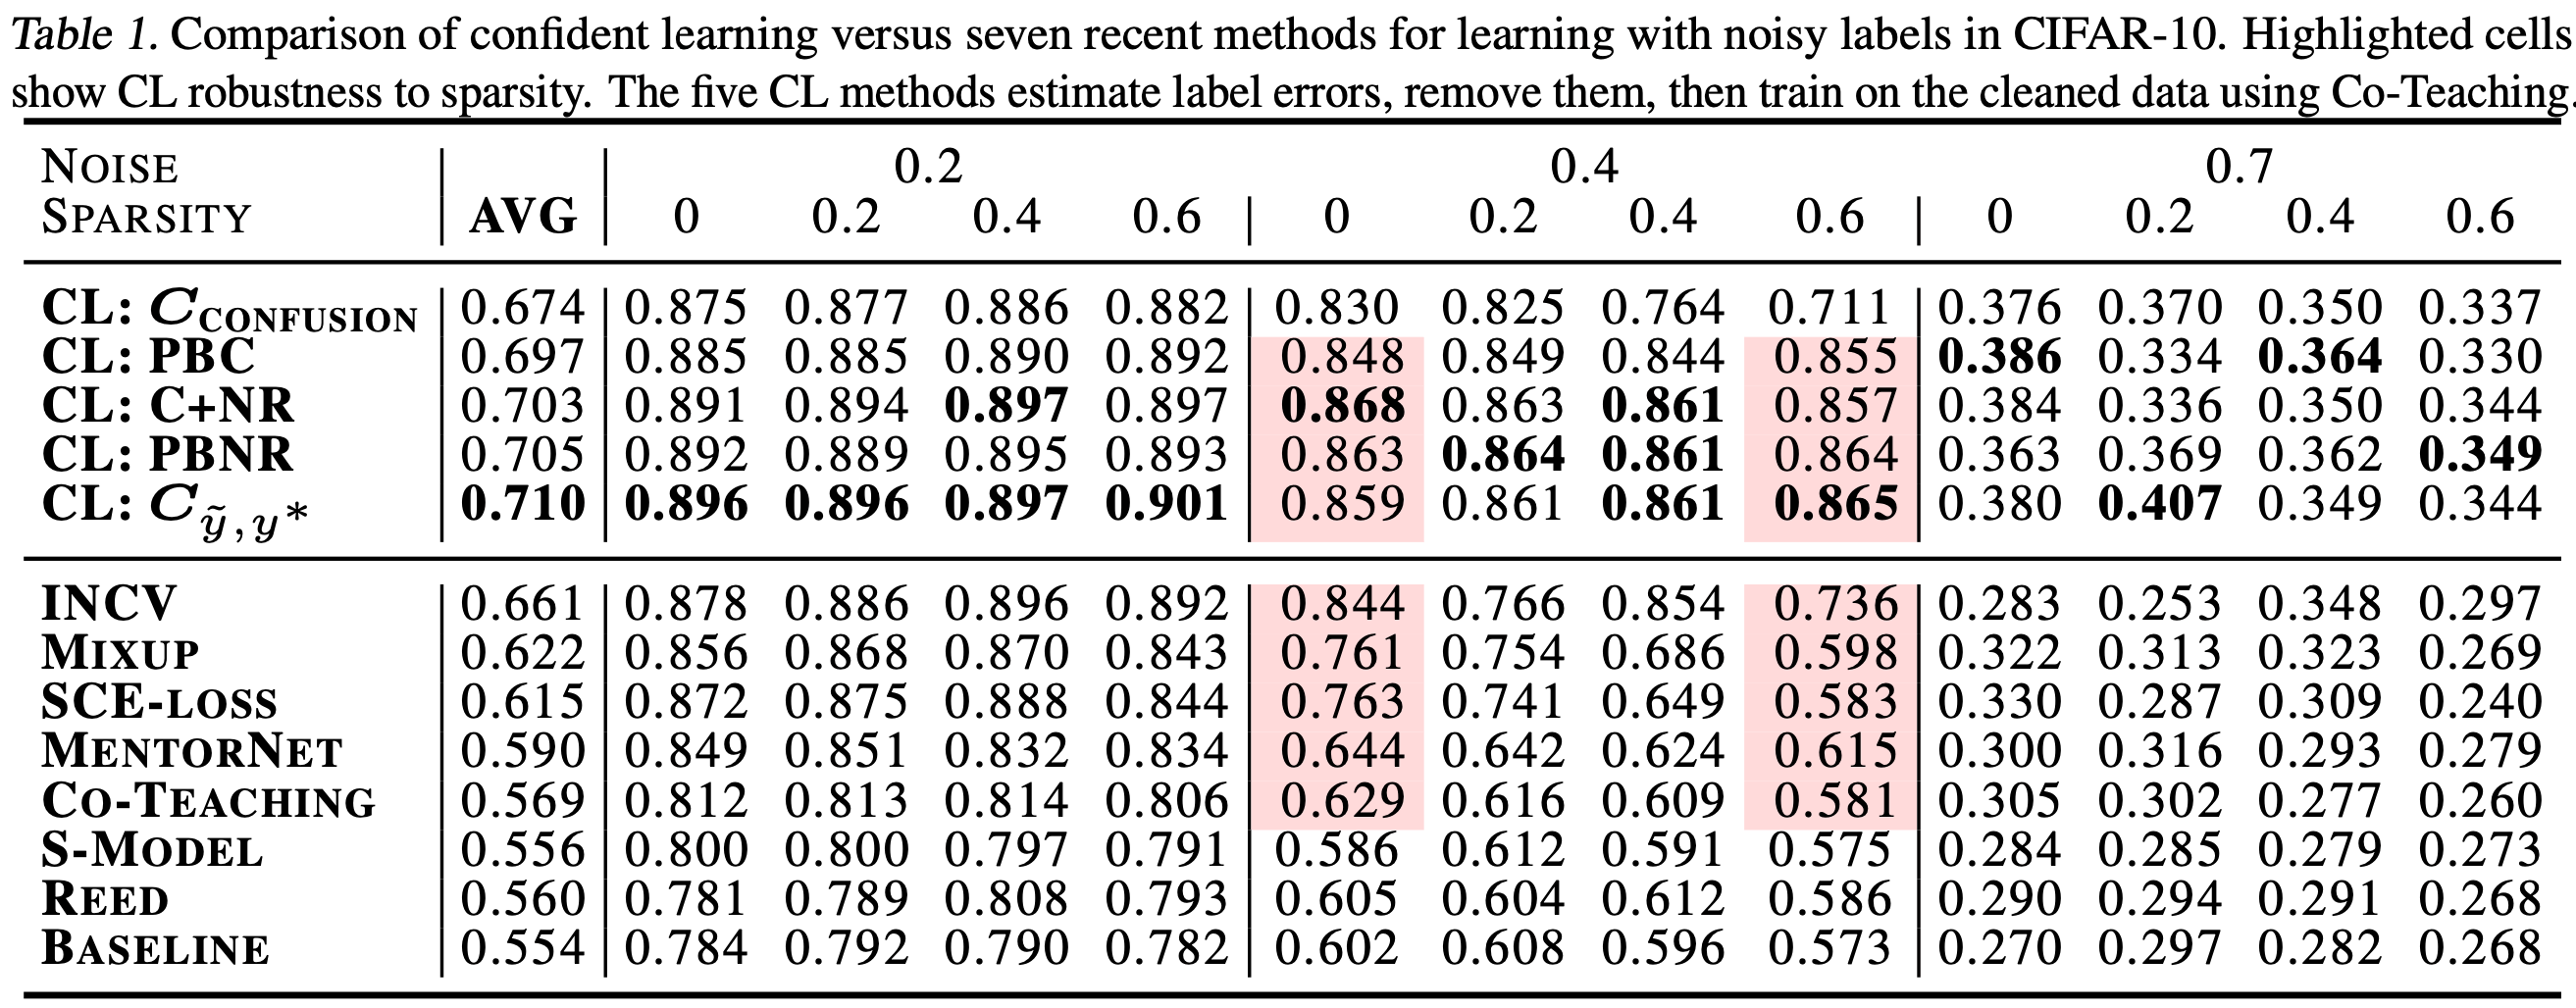 Table 1. Comparison of confident learning versus seven recent methods for learning with noisy labels in CIFAR-10. Highlighted cells
show CL robustness to sparsity. The five CL methods estimate label errors, remove them, then train on the cleaned data using Co-Teaching.
NOISE 0.2 0.4 0.7
SPARSITY AVG 0 0.2 0.4 0.6 0 0.2 0.4 0.6 0 0.2 0.4 0.6
CL: C CONFUSION 0.674 0.875 0.877 0.886 0.882 0.830 0.825 0.764 0.711 0.376 0.370 0.350 0.337
CL: PBC 0.697 0.885 0.885 0.890 0.892 0.848 0.849 0.844 0.855 0.386 0.334 0.364 0.330
CL: C+NR 0.703 0.891 0.894 0.897 0.897 0.868 0.863 0.861 0.857 0.384 0.336 0.350 0.344
CL: PBNR 0.705 0.892 0.889 0.895 0.893 0.863 0.864 0.861 0.864 0.363 0.369 0.362 0.349
CL: C ỹ,y* 0.710 0.896 0.896 0.897 0.901 0.859 0.861 0.861 0.865 0.380 0.407 0.349 0.344
INCV 0.661 0.878 0.886 0.896 0.892 0.844 0.766 0.854 0.736 0.283 0.253 0.348 0.297
MIXUP 0.622 0.856 0.868 0.870 0.843 0.761 0.754 0.686 0.598 0.322 0.313 0.323 0.269
SCE-LOSS 0.615 0.872 0.875 0.888 0.844 0.763 0.741 0.649 0.583 0.330 0.287 0.309 0.240
MENTORNET 0.590 0.849 0.851 0.832 0.834 0.644 0.642 0.624 0.615 0.300 0.316 0.293 0.279
CO-TEACHING 0.569 0.812 0.813 0.814 0.806 0.629 0.616 0.609 0.581 0.305 0.302 0.277 0.260
S-MODEL 0.556 0.800 0.800 0.797 0.791 0.586 0.612 0.591 0.575 0.284 0.285 0.279 0.273
REED 0.560 0.781 0.789 0.808 0.793 0.605 0.604 0.612 0.586 0.290 0.294 0.291 0.268
BASELINE 0.554 0.784 0.792 0.790 0.782 0.602 0.608 0.596 0.573 0.270 0.297 0.282 0.268